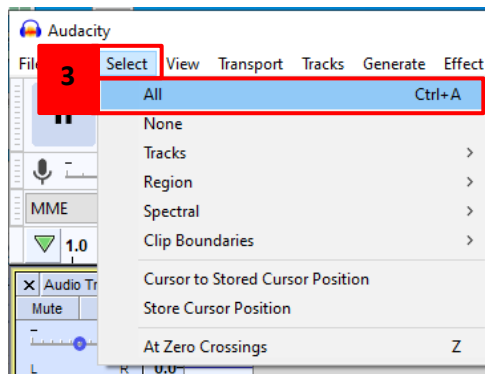 Audacity
Fil 3 Select View Transport Tracks Generate Effect
All Ctrl+A
None
Tracks
Region
Spectral
MME
Clip Boundaries
1.0
Cursor to Stored Cursor Position
Audio Tr
Store Cursor Position
Mute
At Zero Crossings Z
L R 0.0